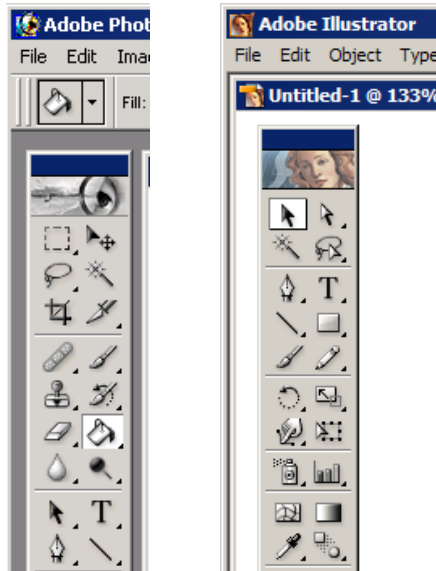 Adobe Phot
File Edit Ima
Fill:
T
Adobe Illustrator
File Edit Object Type
Untitled-1 @ 133%
T